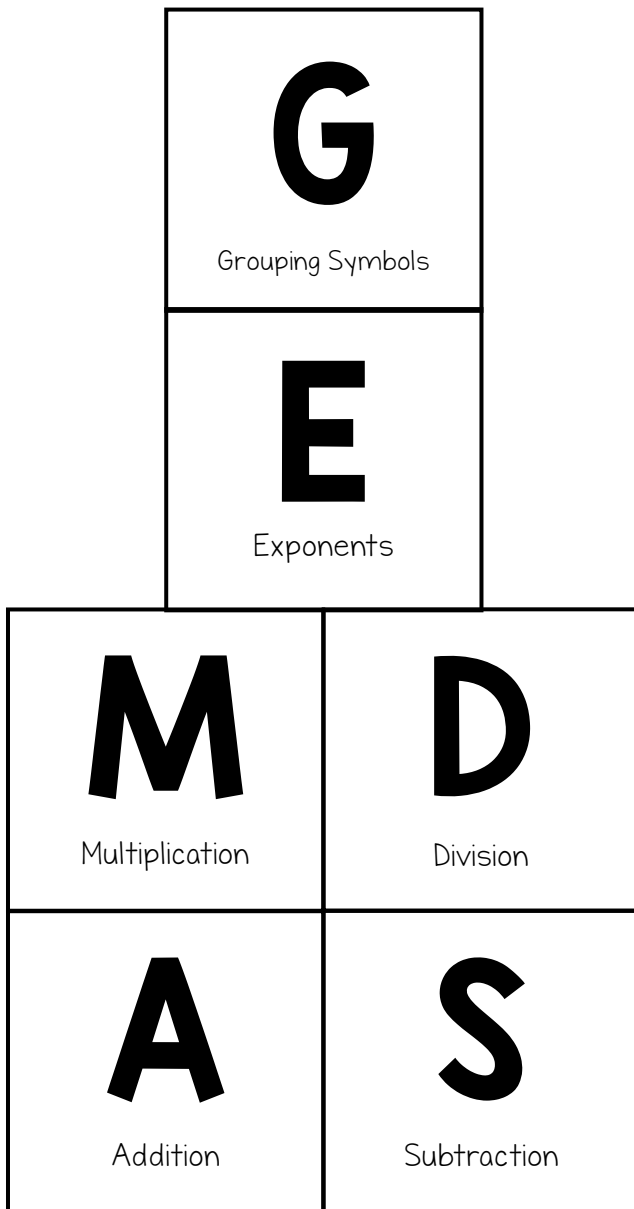 G
Grouping Symbols
E
Exponents
M
Multiplication
D
Division
A
Addition
S
Subtraction